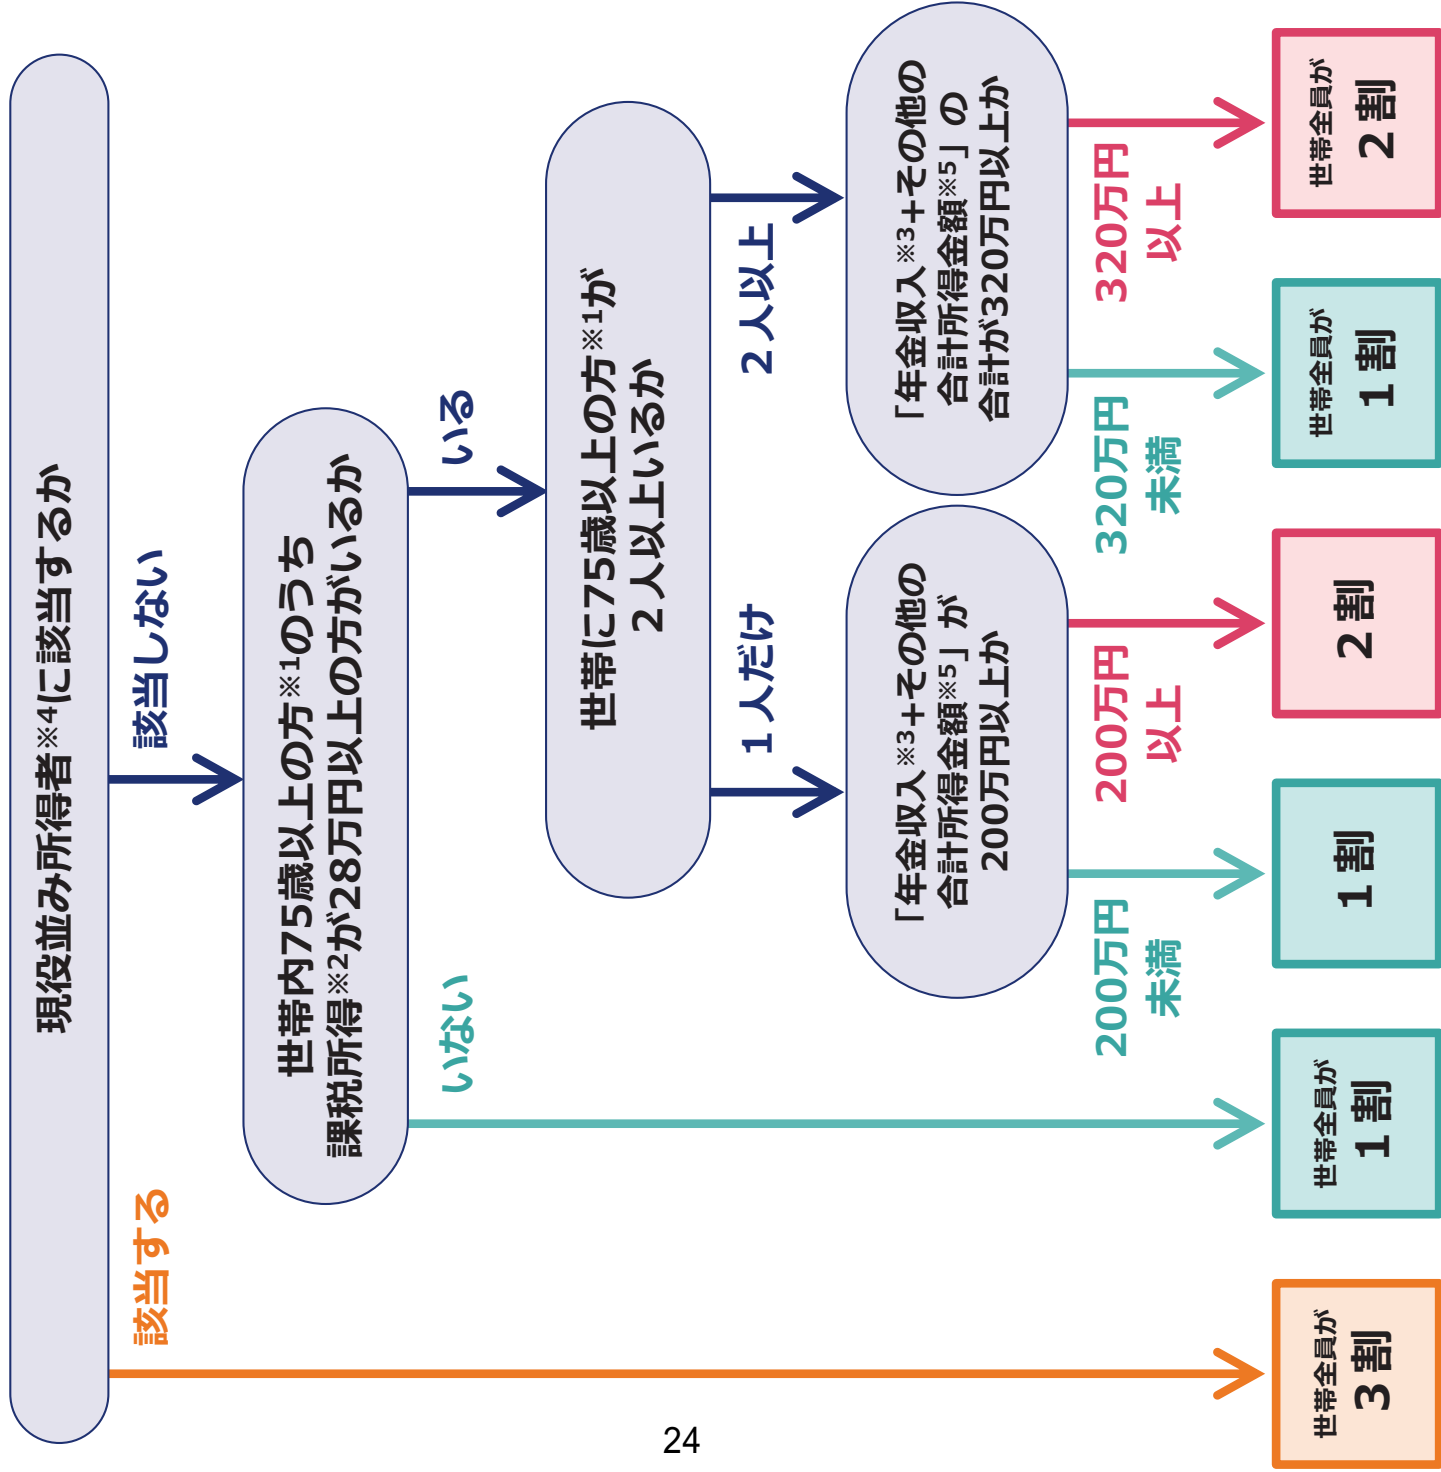 現役並み所得者※4に該当するか
該当する
該当しない
世帯内75歳以上の方※1のうち
課税所得※2が28万円以上の方がいるか
いない
いる
世帯に75歳以上の方※1が
2人以上いるか
1人だけ
2人以上
「年金収入※3+その他の
合計所得金額※5」が
200万円以上か
「年金収入※3+その他の
合計所得金額※5」の
合計が320万円以上か
200万円
未満
200万円
以上
320万円
未満
320万円
以上
世帯全員が
3割
世帯全員が
1割
1割
2割
世帯全員が
1割
世帯全員が
2割
24